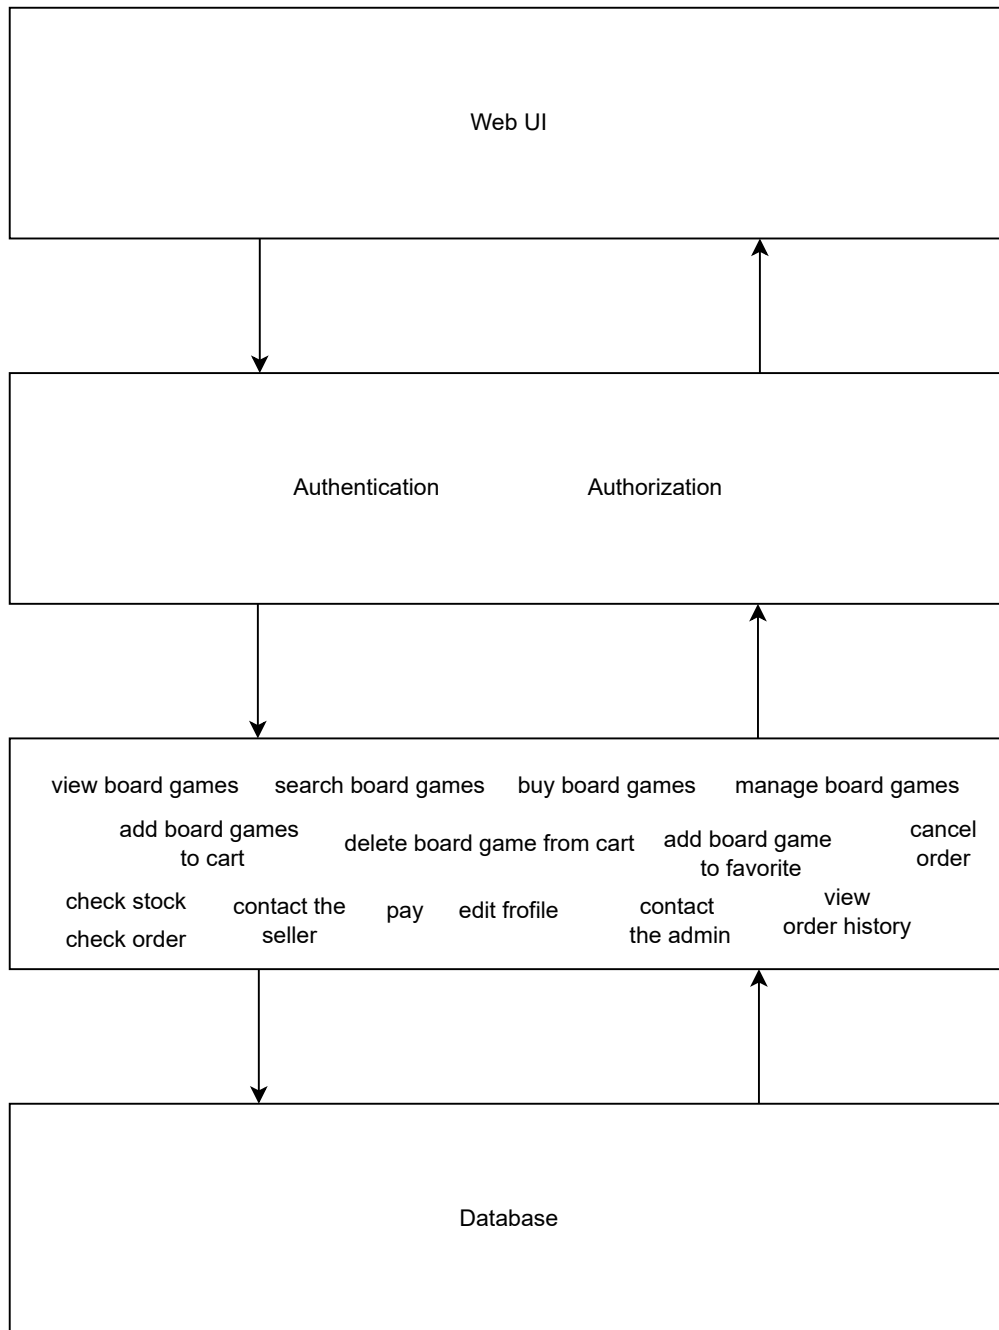 Web UI
Authentication
Authorization
view board games
search board games
buy board games
manage board games
add board games
to cart
delete board game from cart
add board game
to favorite
cancel
order
check stock
check order
contact the
seller
pay
edit frofile
contact
the admin
view
order history
Database